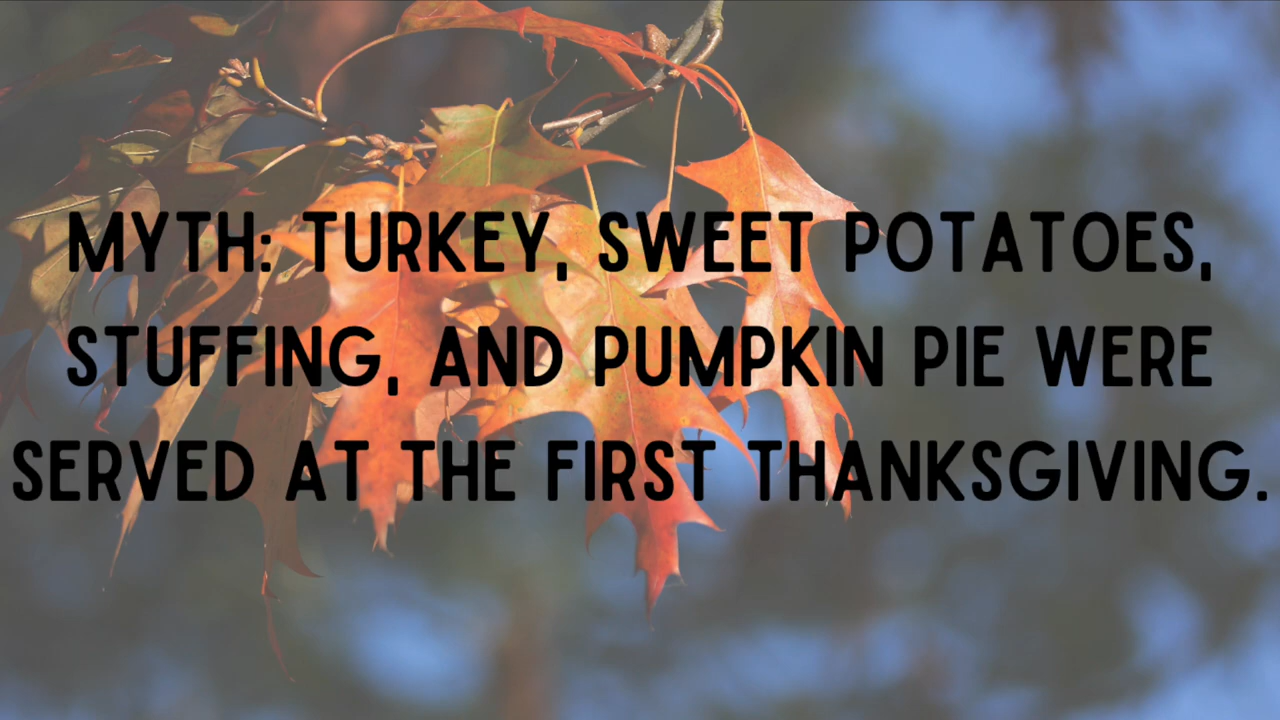 MYTH: TURKEY, SWEET POTATOES,
STUFFING, AND PUMPKIN PIE WERE
SERVED AT THE FIRST THANKSGIVING.